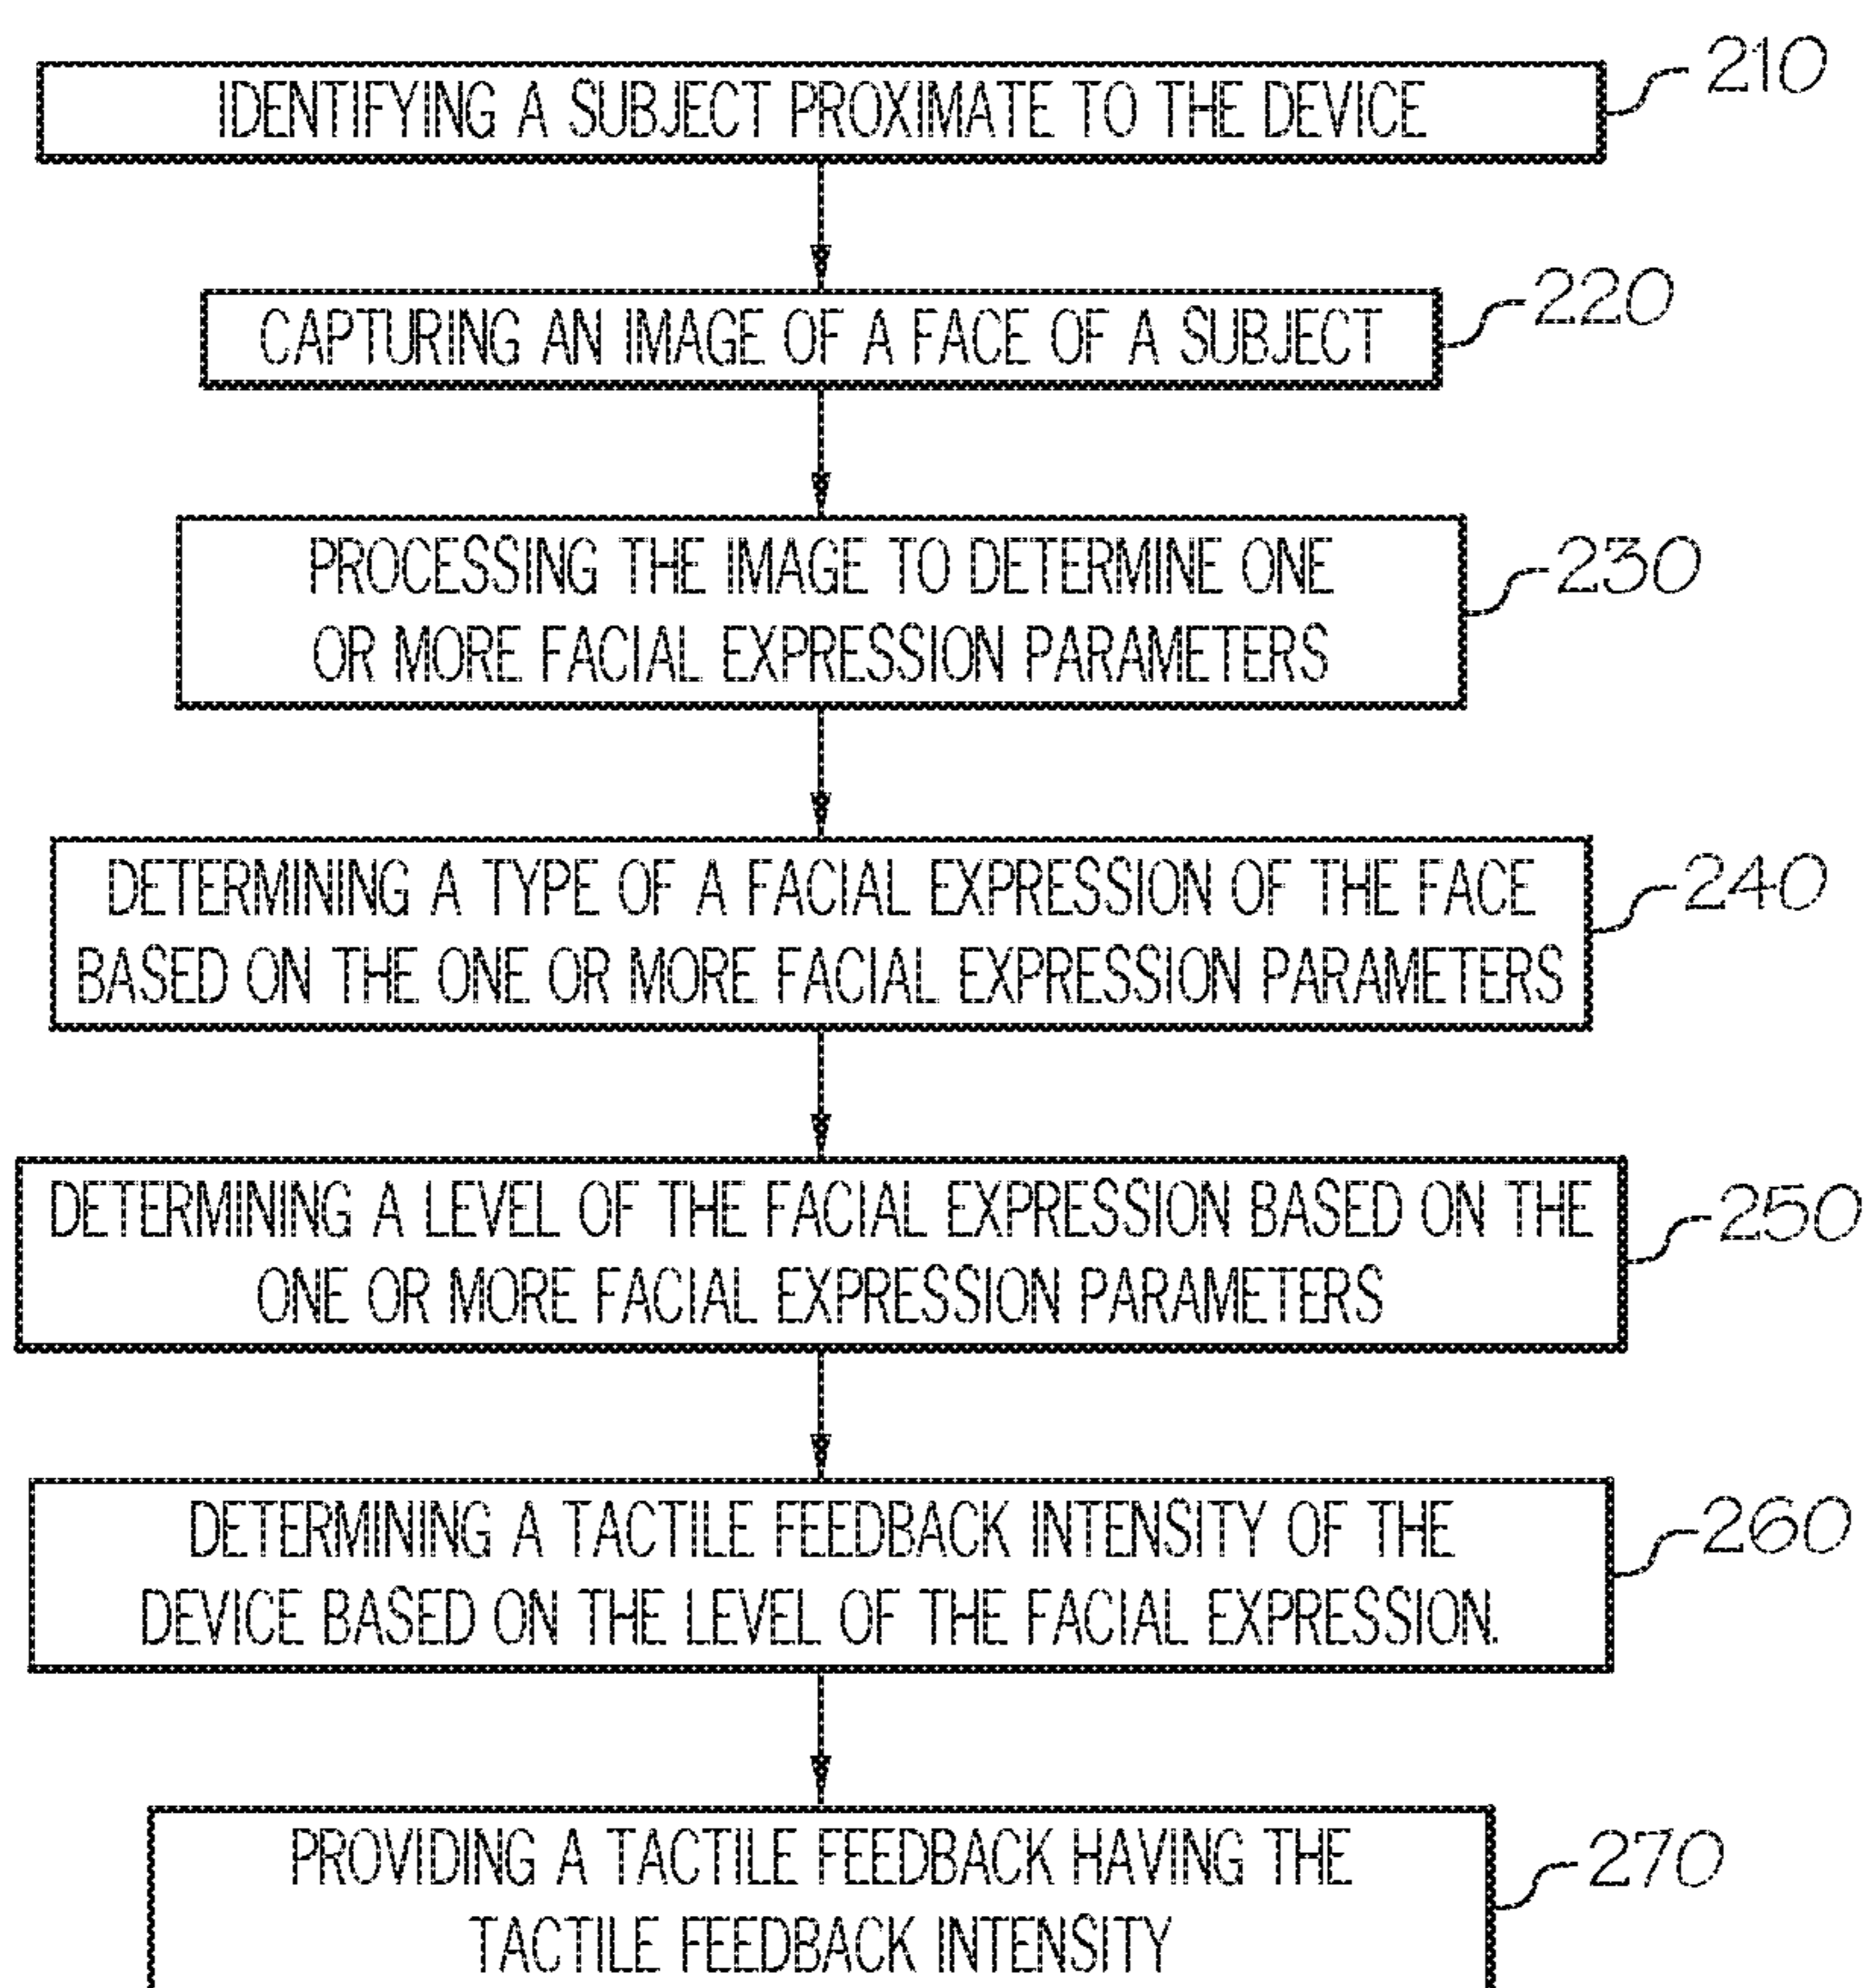 IDENTIFYING A SUBJECT PROXIMATE TO THE DEVICE
210
CAPTURING AN IMAGE OF A FACE OF A SUBJECT
220
PROCESSING THE IMAGE TO DETERMINE ONE
OR MORE FACIAL EXPRESSION PARAMETERS
230
DETERMINING A TYPE OF A FACIAL EXPRESSION OF THE FACE
BASED ON THE ONE OR MORE FACIAL EXPRESSION PARAMETERS
240
DETERMINING A LEVEL OF THE FACIAL EXPRESSION BASED ON THE
ONE OR MORE FACIAL EXPRESSION PARAMETERS
250
DETERMINING A TACTILE FEEDBACK INTENSITY OF THE
DEVICE BASED ON THE LEVEL OF THE FACIAL EXPRESSION.
260
PROVIDING A TACTILE FEEDBACK HAVING THE
TACTILE FEEDBACK INTENSITY
270